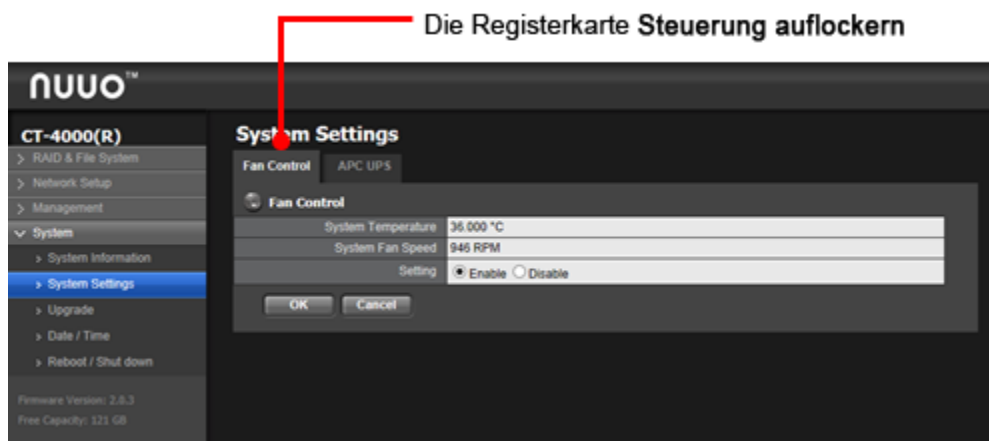 Die Registerkarte Steuerung auflockern
nuuo™
CT-4000(R)
> RAID & File System
> Network Setup
> Management
v System
> System Information
> System Settings
> Upgrade
> Date / Time
> Reboot / Shut down
Firmware Version: 2.0.3
Free Capacity: 121 GB
System Settings
Fan Control APC UPS
Fan Control
System Temperature 36.000 °C
System Fan Speed 946 RPM
Setting Enable Disable
OK Cancel